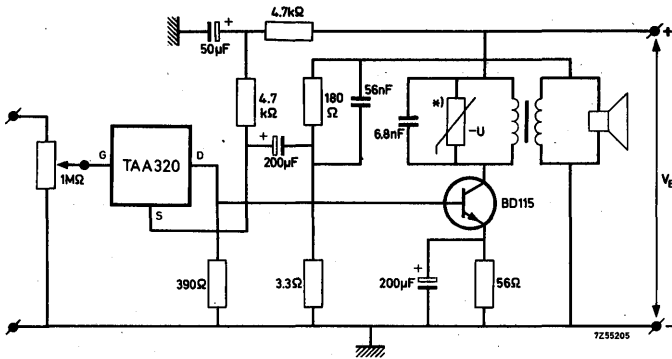 4.7kΩ
+
+
50μF
4.7
kΩ
180
Ω
56nF
6.8nF
*)
-U
+
200μF
1MΩ
G
TAA320
D
S
BD115
V
390Ω
3.3Ω
+
200μF
56Ω
7Z55205
-